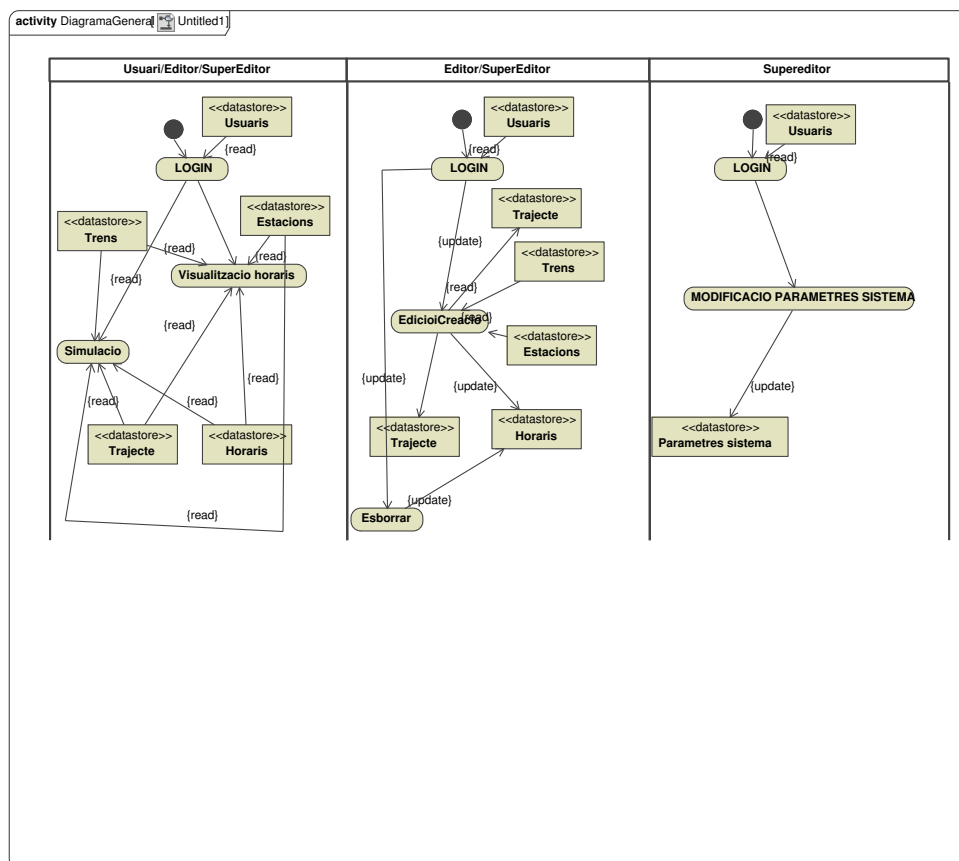 activity DiagramaGeneral[ Untitled1]
Usuari/Editor/SuperEditor
Editor/SuperEditor
Supereditor
<<datastore>>
Usuaris
{read}
LOGIN
<<datastore>>
Estacions
<<datastore>>
Trens
{read}
{read}
{read}
Visualitzacio horaris
{read}
Simulacio
{read}
{read}
{read}
<<datastore>>
Trajecte
<<datastore>>
Horaris
{read}
<<datastore>>
Usuaris
{read}
LOGIN
<<datastore>>
Trajecte
{update}
<<datastore>>
Trens
{read}
EdicioiCreacio
{read}
<<datastore>>
Estacions
{update}
{update}
<<datastore>>
Trajecte
<<datastore>>
Horaris
{update}
Esborrar
<<datastore>>
Usuaris
{read}
LOGIN
MODIFICACIO PARAMETRES SISTEMA
{update}
<<datastore>>
Parametres sistema